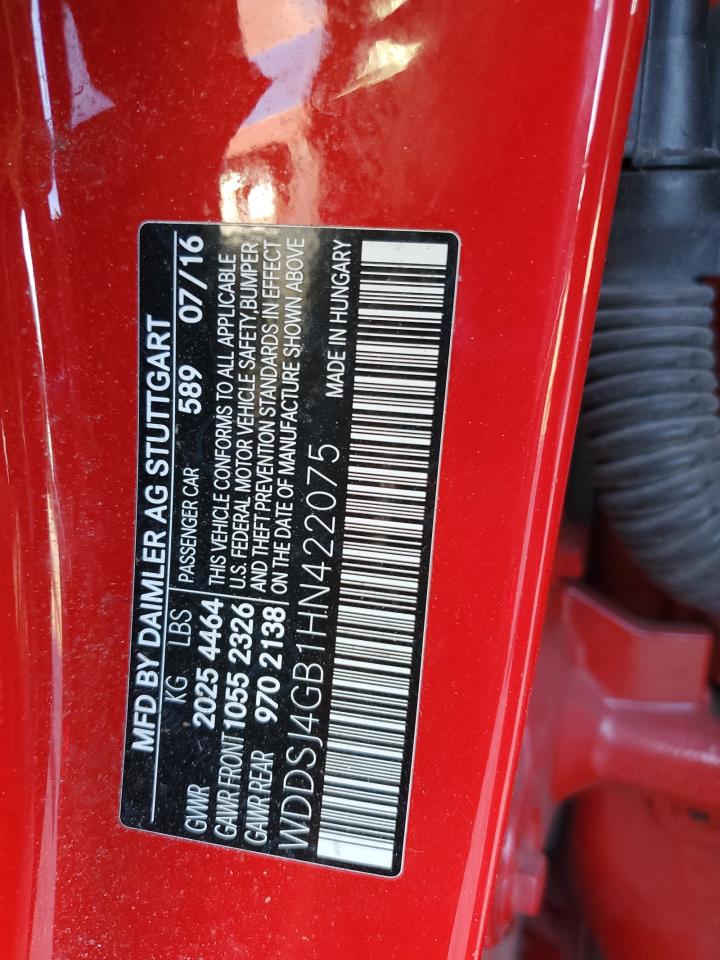 MFD BY DAIMLER AG STUTTGART
KG LBS PASSENGER CAR 589 07/16
GWWR 2025 4464 THIS VEHICLE CONFORMS TO ALL APPLICABLE
GAWR FRONT 1055 2326 U.S. FEDERAL MOTOR VEHICLE SAFETY,BUMPER
GAWR REAR 970 2138 AND THEFT PREVENTION STANDARDS IN EFFECT
ON THE DATE OF MANUFACTURE SHOWN ABOVE
WDDSJ4GB1HN422075 MADE IN HUNGARY